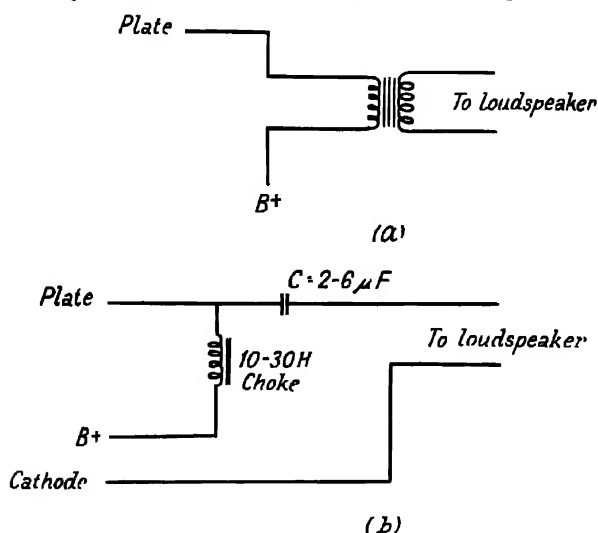 Plate
To loudspeaker
B+
(a)
C=2-6μF
Plate
To loudspeaker
10-30H
Choke
B+
Cathode
(b)